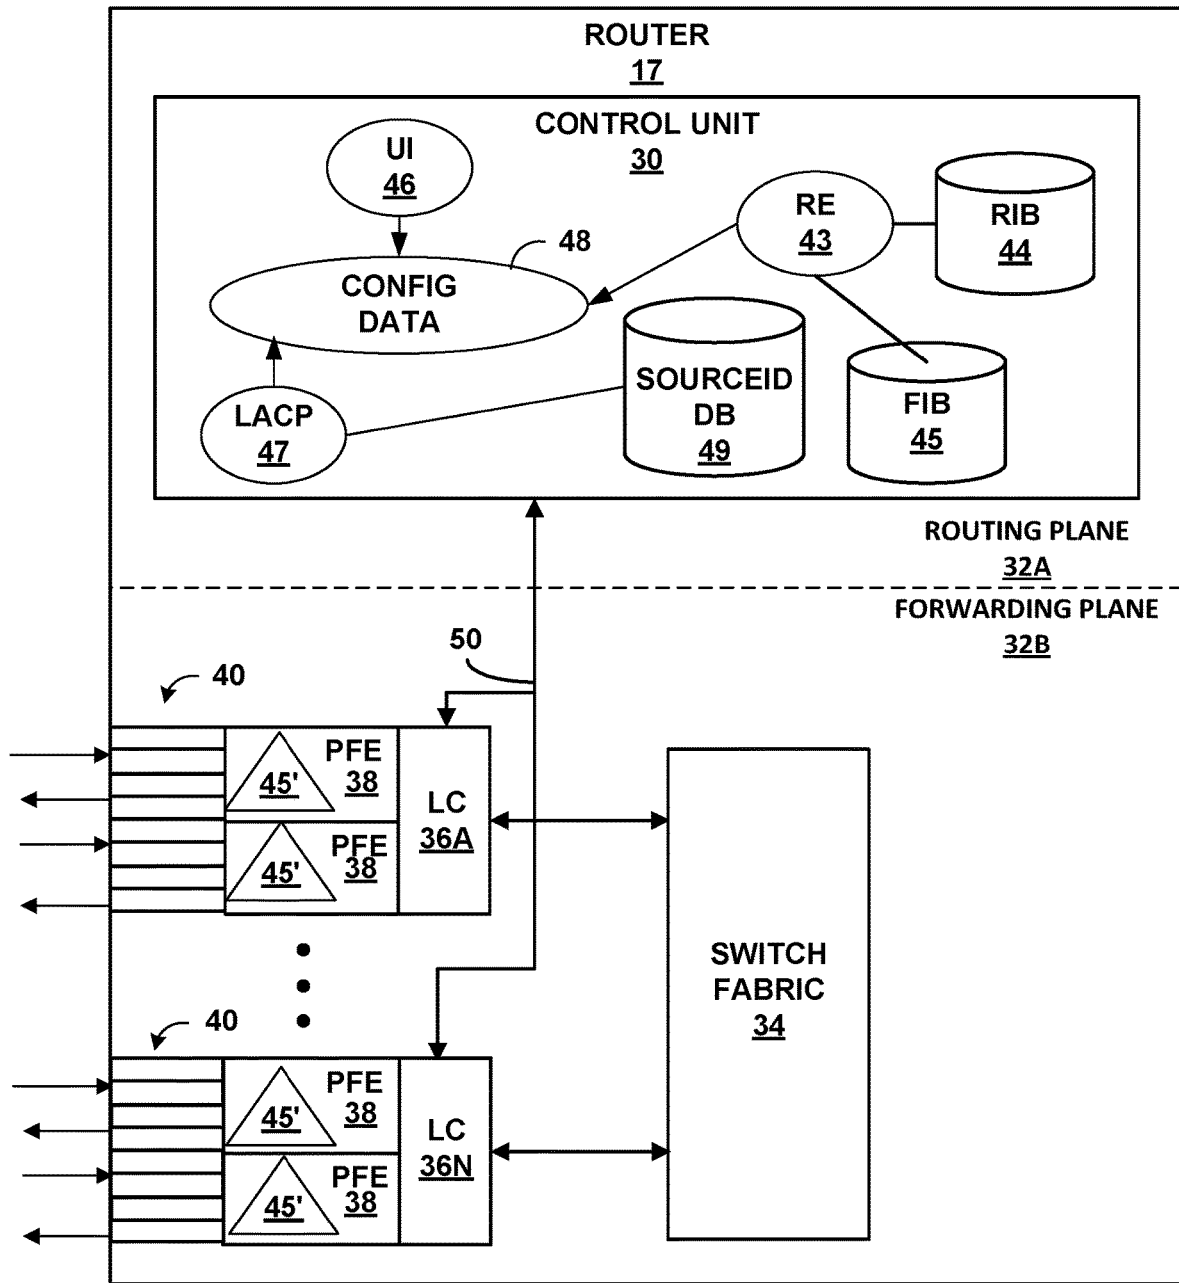 ROUTER
17
CONTROL UNIT
30
UI
46
48
CONFIG
DATA
RE
43
RIB
44
LACP
47
SOURCEID
DB
49
FIB
45
ROUTING PLANE
32A
FORWARDING PLANE
32B
50
40
45'
PFE
38
45'
PFE
38
LC
36A
SWITCH
FABRIC
34
40
45'
PFE
38
45'
PFE
38
LC
36N